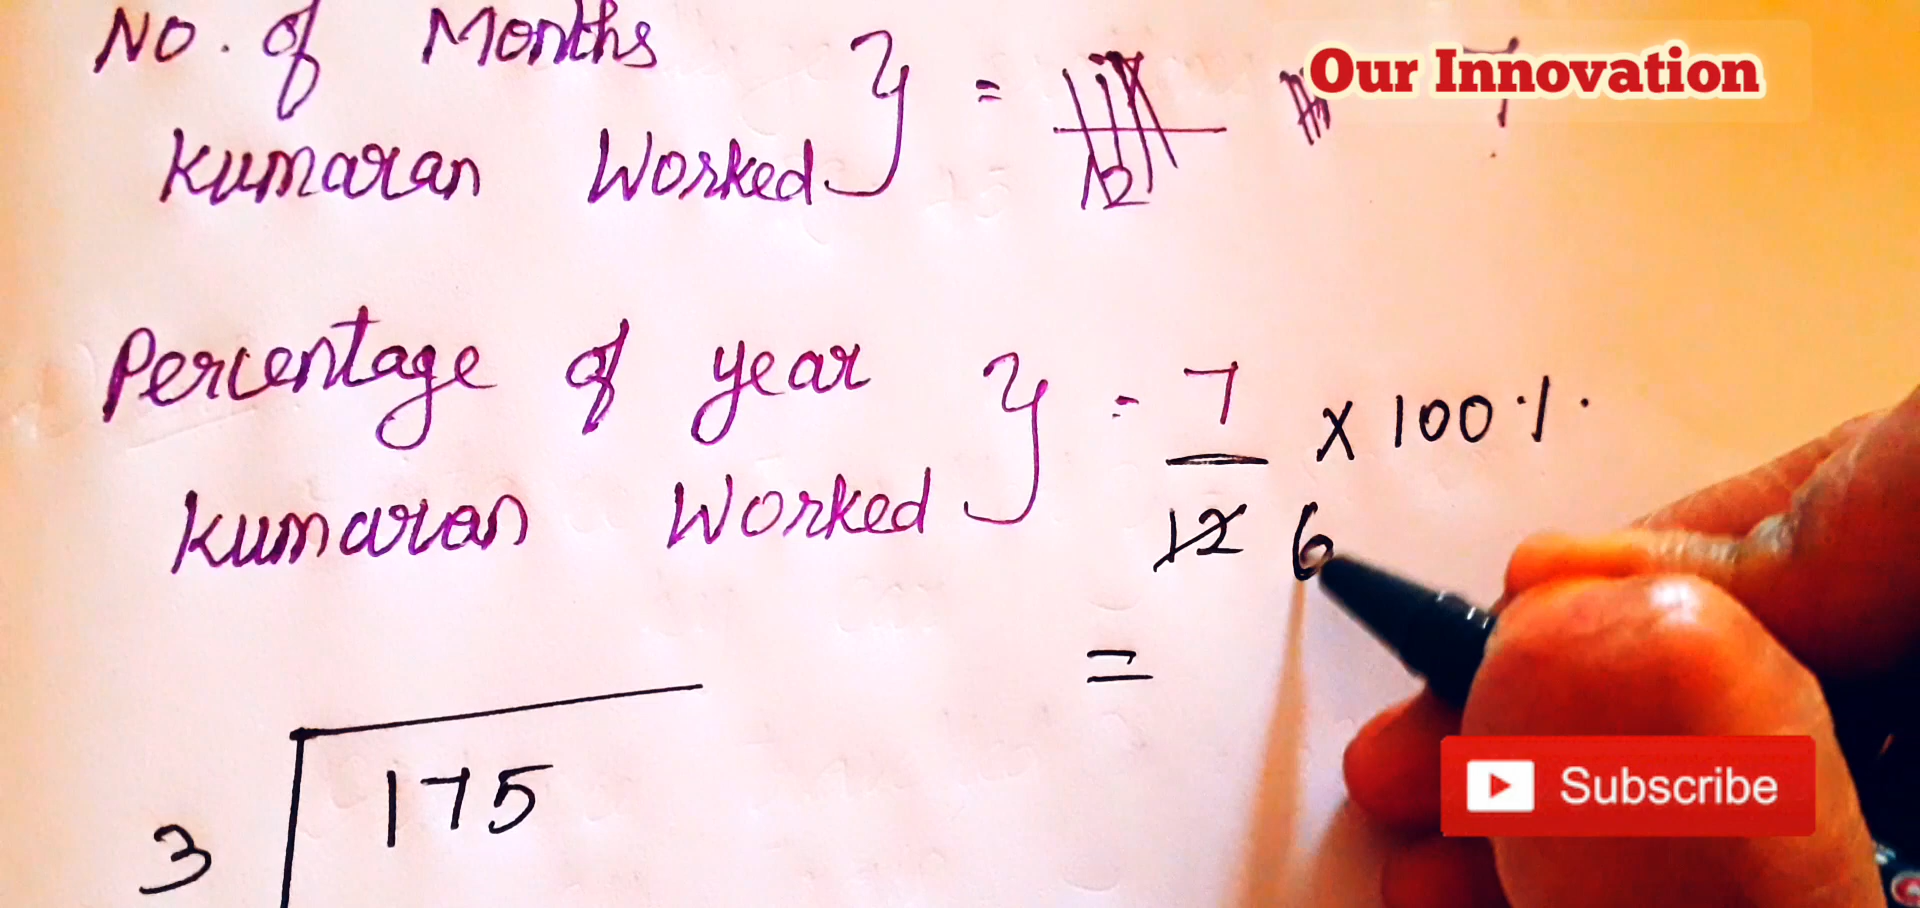 No. of Months
Kumaran Worked } = 7
Our Innovation
Percentage of year
Kumaran Worked } = 7/12 6 × 100 %
=
3 175
Subscribe